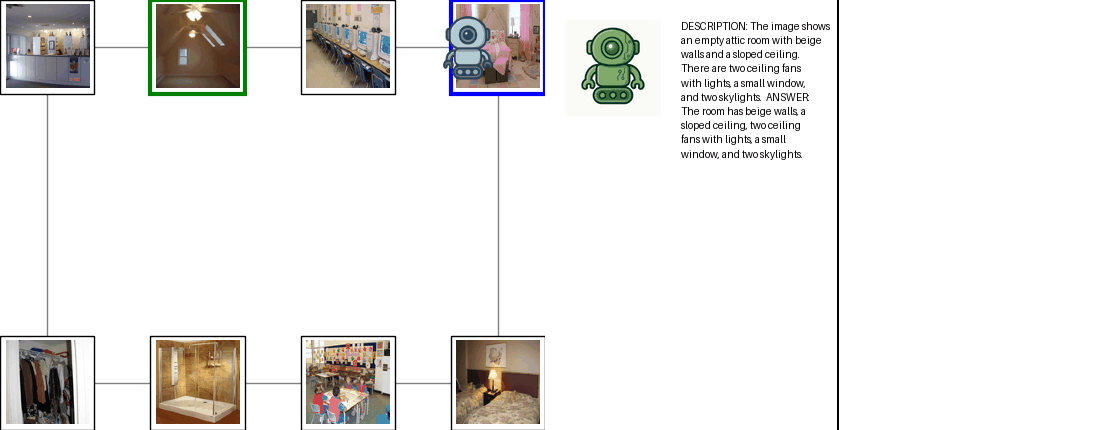 DESCRIPTION: The image shows
an empty attic room with beige
walls and a sloped ceiling.
There are two ceiling fans
with lights, a small window,
and two skylights. ANSWER:
The room has beige walls, a
sloped ceiling, two ceiling
fans with lights, a small
window, and two skylights.